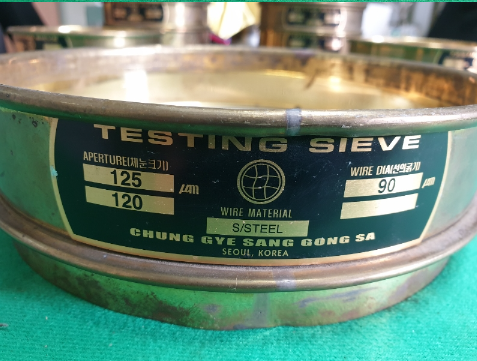 TESTING SIEVE
APERTURE(체눈크기)
125 μm
120
WIRE DIA(선의굵기)
90 μm
WIRE MATERIAL
S/STEEL
CHUNG GYE SANG GONG SA
SEOUL, KOREA